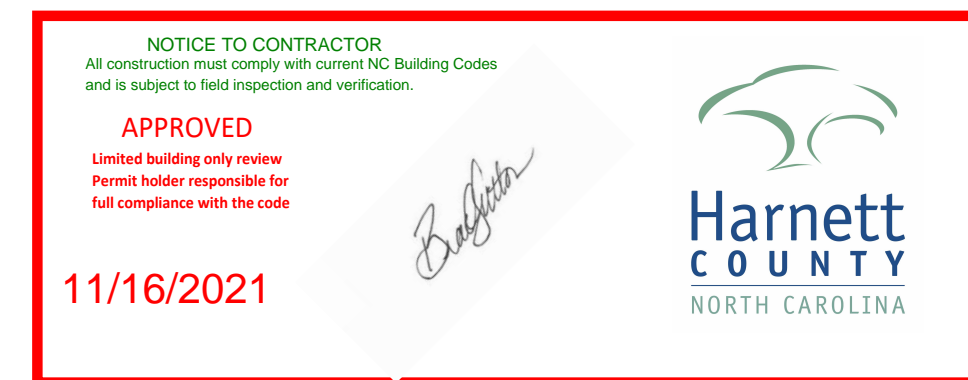 NOTICE TO CONTRACTOR
All construction must comply with current NC Building Codes
and is subject to field inspection and verification.
APPROVED
Limited building only review
Permit holder responsible for
full compliance with the code
11/16/2021
Brad Sutton
Harnett
COUNTY
NORTH CAROLINA